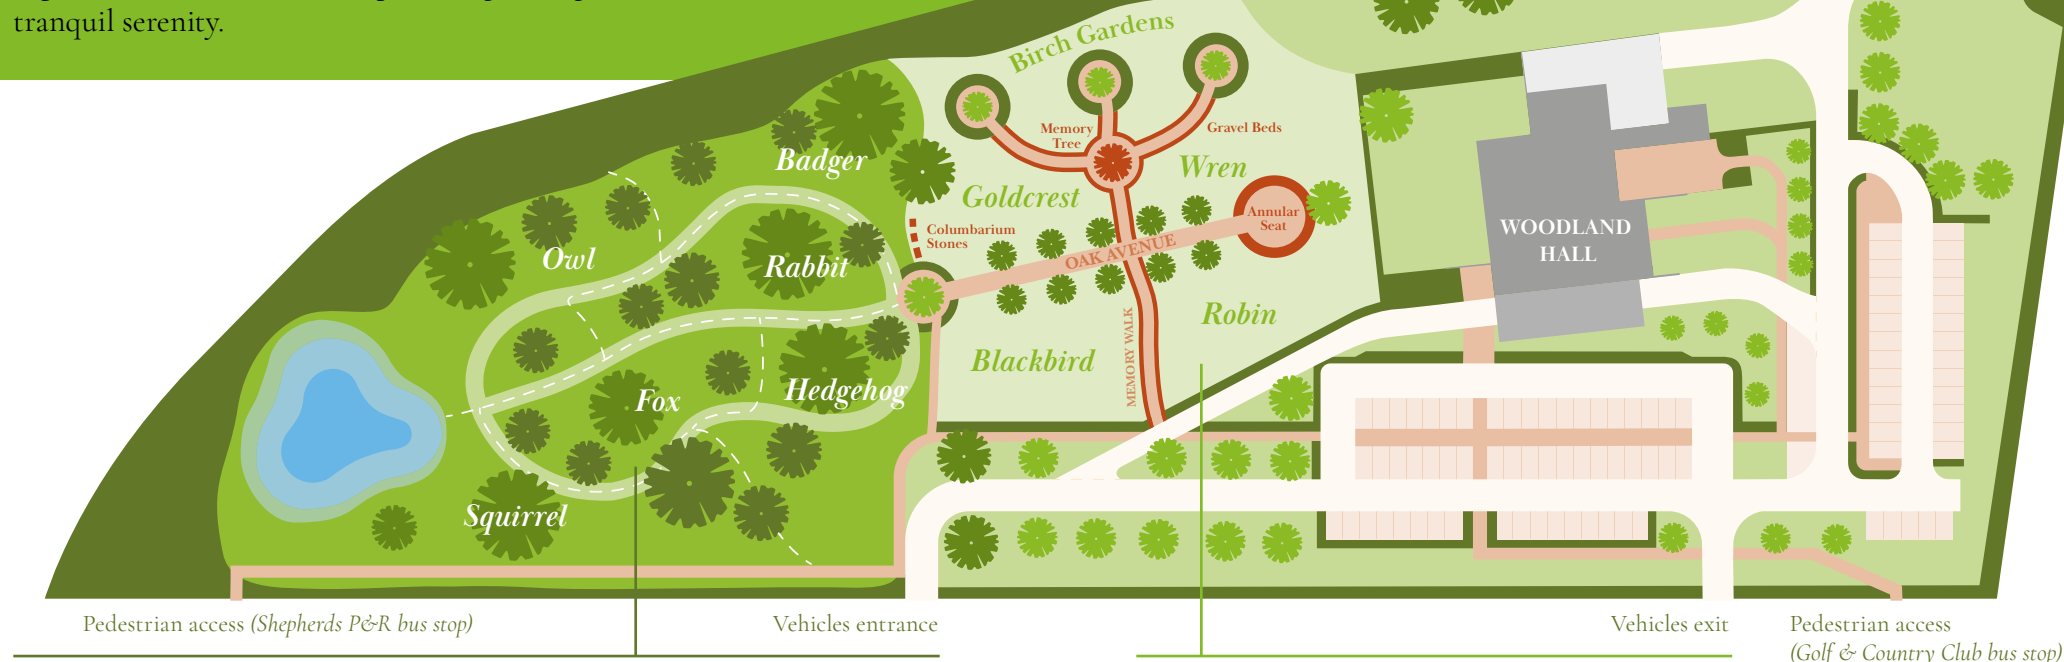 tranquil serenity.
Birch Gardens
Memory
Tree
Gravel Beds
Badger
Wren
Goldcrest
Annular
Seat
Columbarium
Stones
OAK AVENUE
WOODLAND
HALL
Owl
Rabbit
Robin
MEMORY WALK
Blackbird
Fox
Hedgehog
Squirrel
Pedestrian access (Shepherds P&R bus stop)
Vehicles entrance
Vehicles exit
Pedestrian access
(Golf & Country Club bus stop)